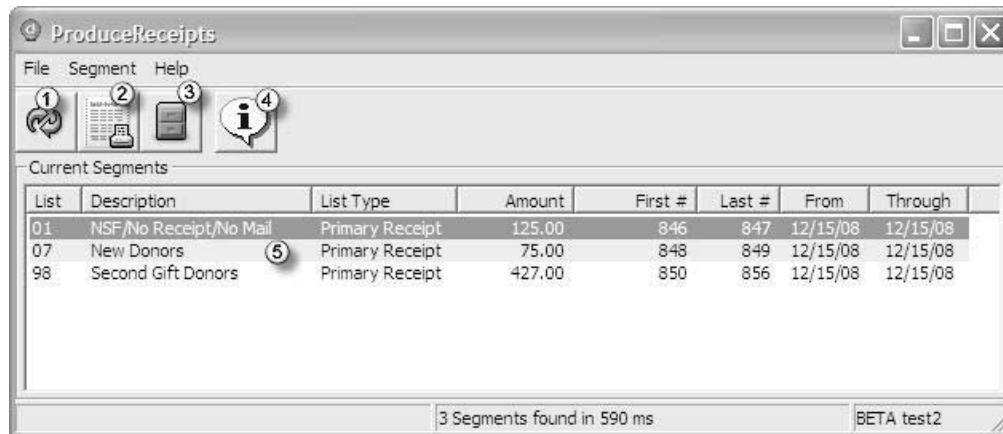 ProduceReceipts
File Segment Help
1 2 3 4
Current Segments
List Description List Type Amount First # Last # From Through
01 NSF/No Receipt/No Mail Primary Receipt 125.00 846 847 12/15/08 12/15/08
07 New Donors 5 Primary Receipt 75.00 848 849 12/15/08 12/15/08
98 Second Gift Donors Primary Receipt 427.00 850 856 12/15/08 12/15/08
3 Segments found in 590 ms BETA test2